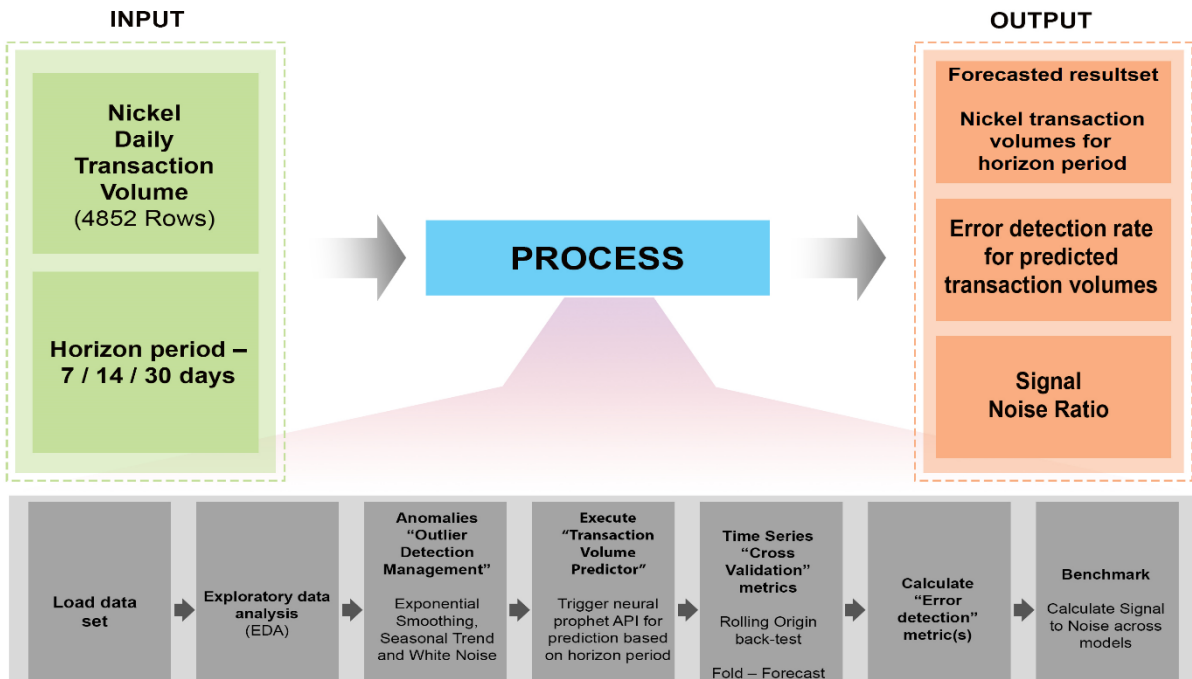 INPUT
Nickel
Daily
Transaction
Volume
(4852 Rows)
Horizon period –
7 / 14 / 30 days
PROCESS
OUTPUT
Forecasted resultset
Nickel transaction
volumes for
horizon period
Error detection rate
for predicted
transaction volumes
Signal
Noise Ratio
Load data
set
Exploratory data
analysis
(EDA)
Anomalies
“Outlier
Detection
Management”
Exponential
Smoothing,
Seasonal Trend
and White Noise
Execute
“Transaction
Volume
Predictor”
Trigger neural
prophet API for
prediction based
on horizon period
Time Series
“Cross
Validation”
metrics
Rolling Origin
back-test
Fold – Forecast
Calculate
“Error
detection”
metric(s)
Benchmark
Calculate Signal
to Noise across
models